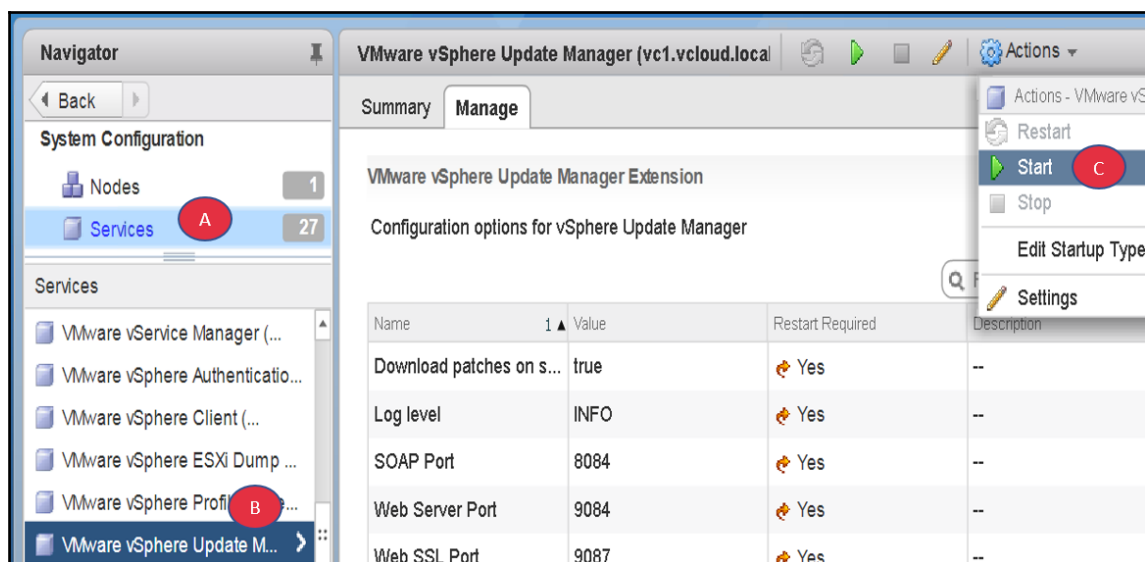 Navigator
Back
System Configuration
Nodes 1
Services A 27
Services
VMware vService Manager (...
VMware vSphere Authenticatio...
VMware vSphere Client (...
VMware vSphere ESXi Dump ...
VMware vSphere Profi B ...
VMware vSphere Update M...
VMware vSphere Update Manager (vc1.vcloud.local
Actions
Summary Manage
VMware vSphere Update Manager Extension
Configuration options for vSphere Update Manager
Actions - VMware vS
Restart
Start C
Stop
Edit Startup Type
Settings
Name 1 Value Restart Required Description
Download patches on s... true Yes --
Log level INFO Yes --
SOAP Port 8084 Yes --
Web Server Port 9084 Yes --
Web SSL Port 9087 Yes --